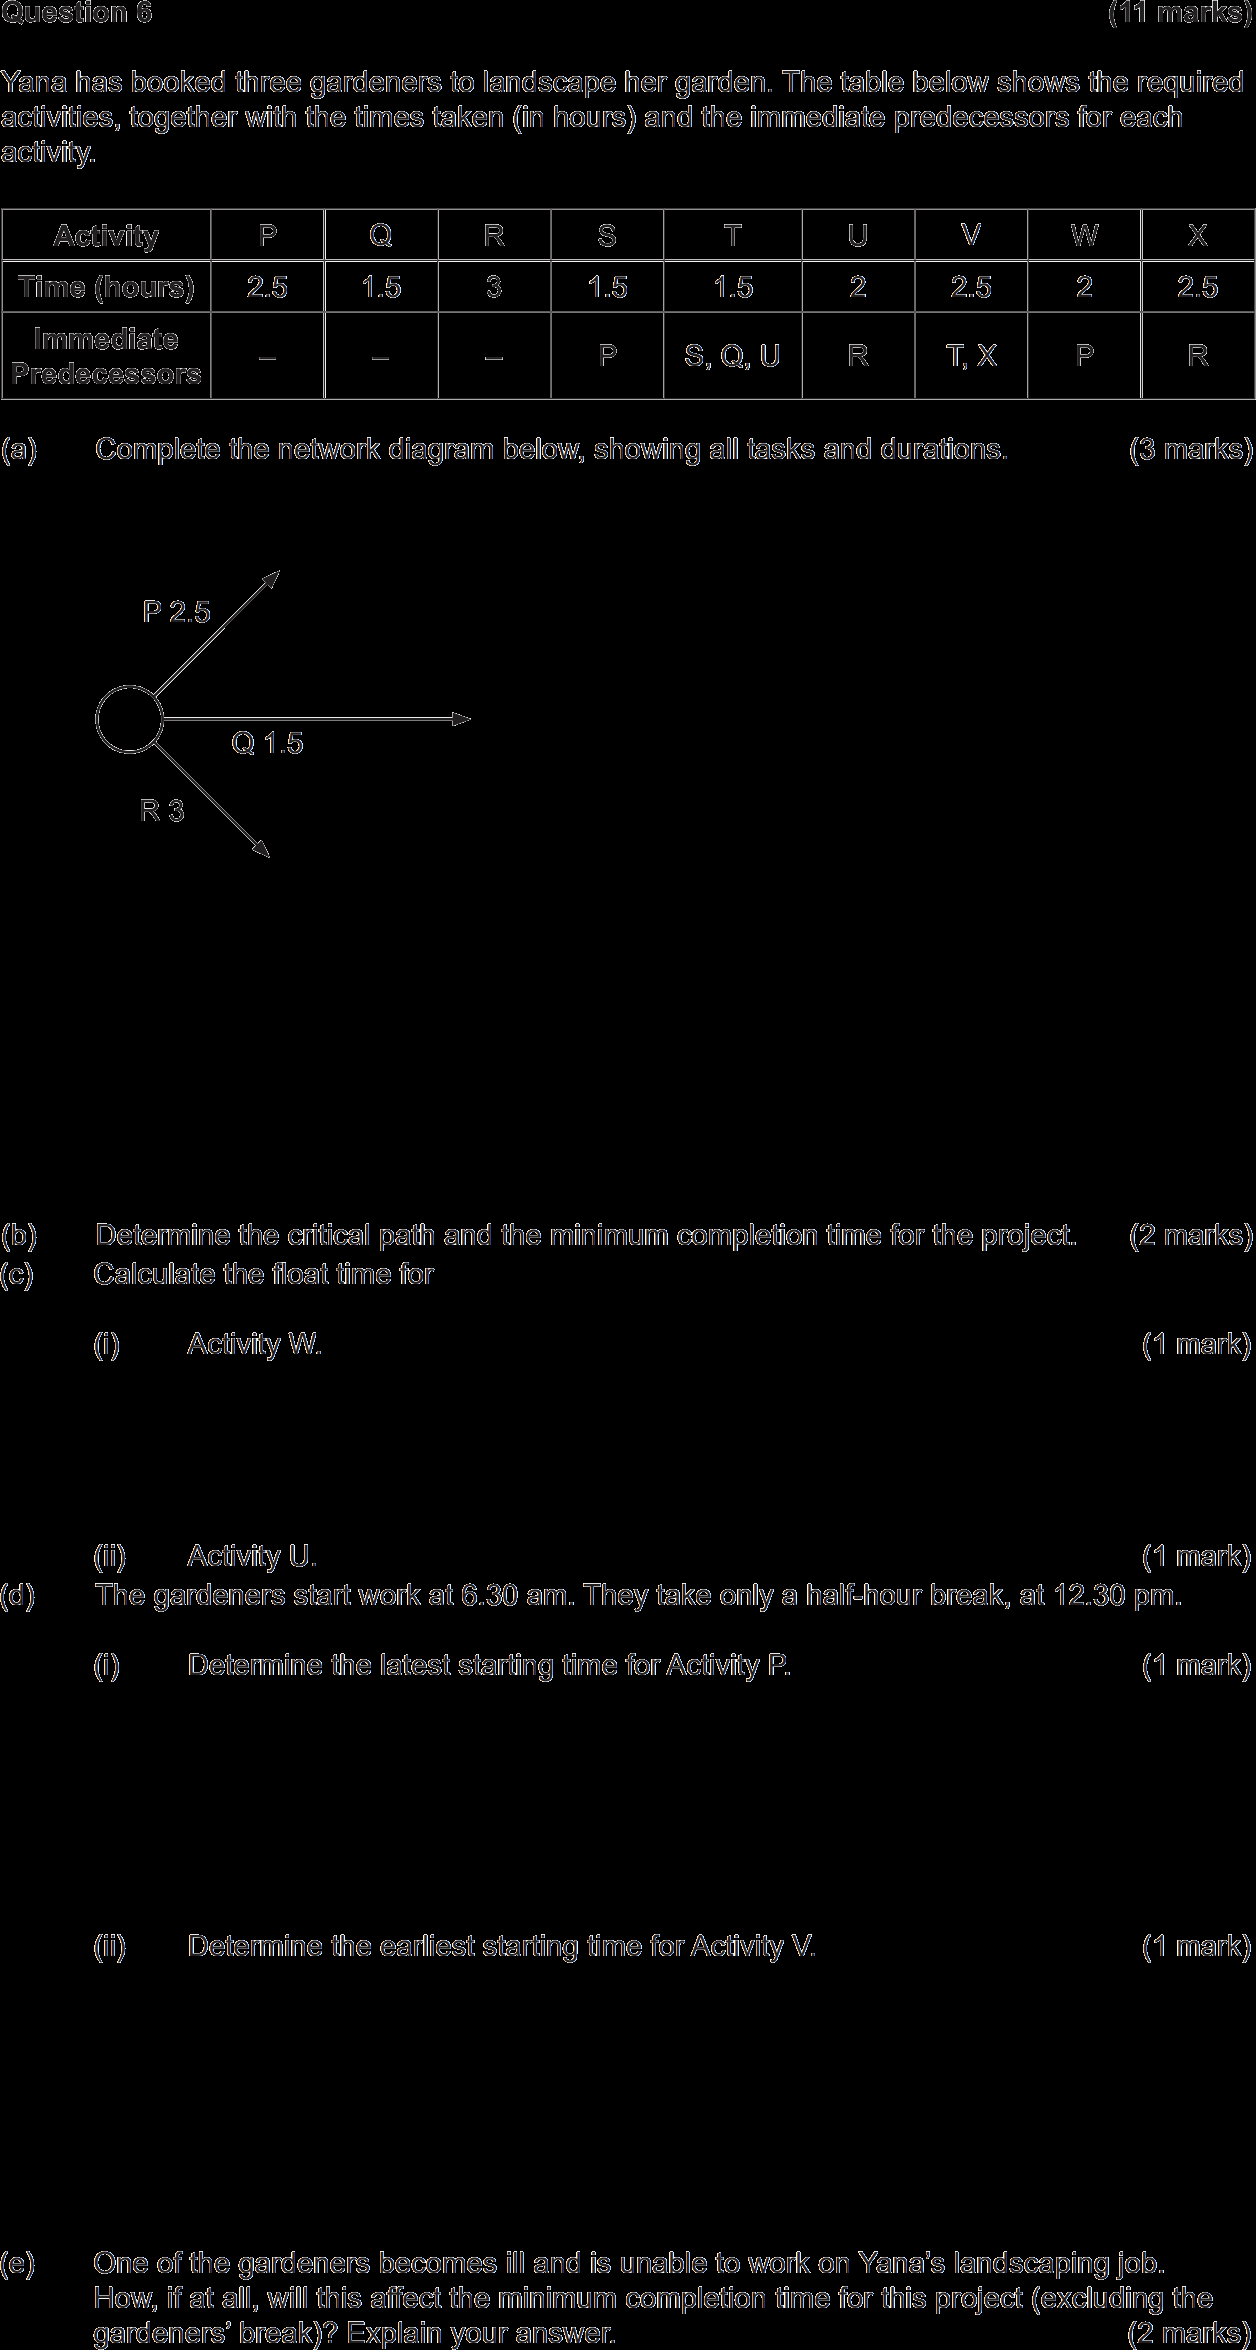 Question 6 (11 marks)
Yana has booked three gardeners to landscape her garden. The table below shows the required
activities, together with the times taken (in hours) and the immediate predecessors for each
activity.
Activity P Q R S T U V W X
Time (hours) 2.5 1.5 3 1.5 1.5 2 2.5 2 2.5
Immediate
Predecessors – – – P S, Q, U R T, X P R
(a) Complete the network diagram below, showing all tasks and durations. (3 marks)
P 2.5
Q 1.5
R 3
(b) Determine the critical path and the minimum completion time for the project. (2 marks)
(c) Calculate the float time for
(i) Activity W. (1 mark)
(ii) Activity U. (1 mark)
(d) The gardeners start work at 6.30 am. They take only a half-hour break, at 12.30 pm.
(i) Determine the latest starting time for Activity P. (1 mark)
(ii) Determine the earliest starting time for Activity V. (1 mark)
(e) One of the gardeners becomes ill and is unable to work on Yana’s landscaping job.
How, if at all, will this affect the minimum completion time for this project (excluding the
gardeners’ break)? Explain your answer. (2 marks)